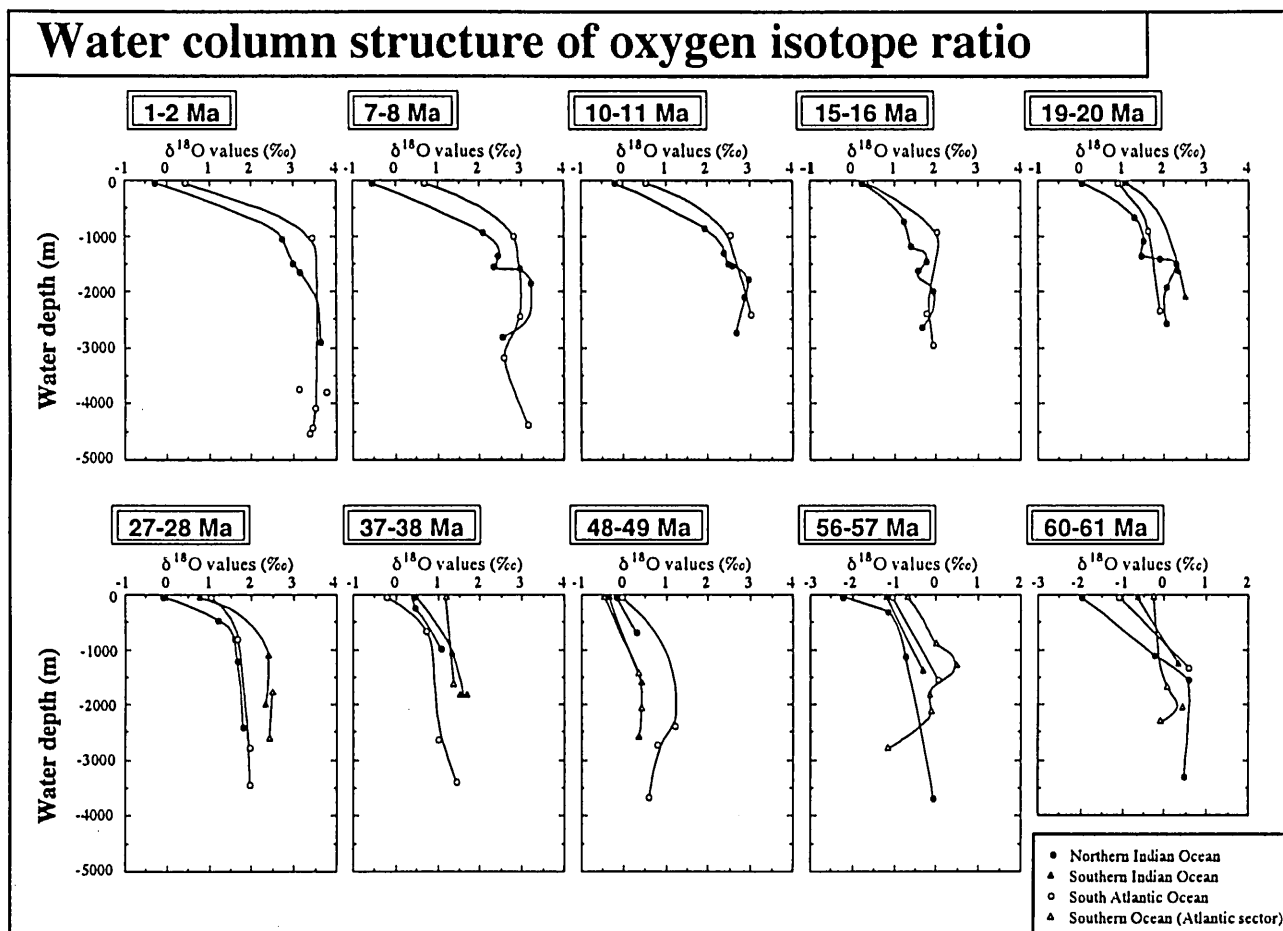 Water column structure of oxygen isotope ratio
1-2 Ma
7-8 Ma
10-11 Ma
15-16 Ma
19-20 Ma
δ¹⁸O values (‰) δ¹⁸O values (‰) δ¹⁸O values (‰) δ¹⁸O values (‰) δ¹⁸O values (‰)
-1 0 1 2 3 4 -1 0 1 2 3 4 -1 0 1 2 3 4 -1 0 1 2 3 4 -1 0 1 2 3 4
Water depth (m)
0
-1000
-2000
-3000
-4000
-5000
27-28 Ma
37-38 Ma
48-49 Ma
56-57 Ma
60-61 Ma
δ¹⁸O values (‰) δ¹⁸O values (‰) δ¹⁸O values (‰) δ¹⁸O values (‰) δ¹⁸O values (‰)
-1 0 1 2 3 4 -1 0 1 2 3 4 -1 0 1 2 3 4 -3 -2 -1 0 1 2 -3 -2 -1 0 1 2
Water depth (m)
0
-1000
-2000
-3000
-4000
-5000
Northern Indian Ocean
Southern Indian Ocean
South Atlantic Ocean
Southern Ocean (Atlantic sector)